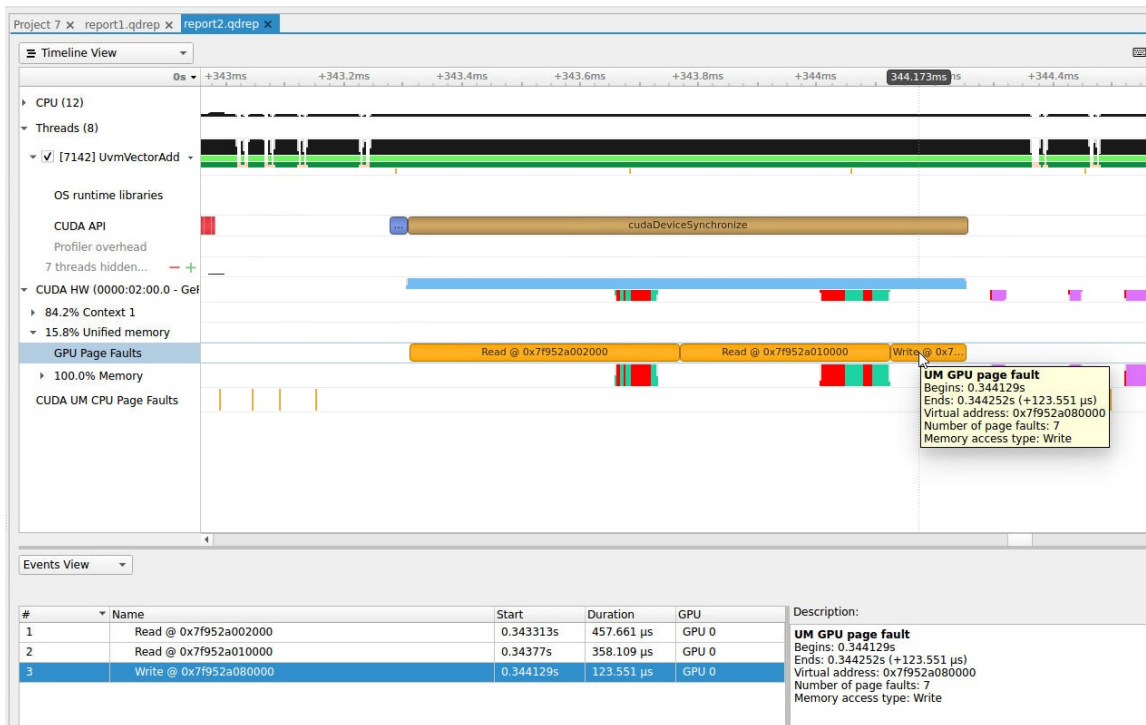 Project 7 × report1.qdrep × report2.qdrep ×
Timeline View
0s +343ms +343.2ms +343.4ms +343.6ms +343.8ms +344ms 344.173ms +344.4ms
CPU (12)
Threads (8)
[7142] UvmVectorAdd
OS runtime libraries
CUDA API ... cudaDeviceSynchronize
Profiler overhead
7 threads hidden... − +
CUDA HW (0000:02:00.0 - GeF
84.2% Context 1
15.8% Unified memory
GPU Page Faults Read @ 0x7f952a002000 Read @ 0x7f952a010000 Write @ 0x7...
100.0% Memory
CUDA UM CPU Page Faults
UM GPU page fault
Begins: 0.344129s
Ends: 0.344252s (+123.551 µs)
Virtual address: 0x7f952a080000
Number of page faults: 7
Memory access type: Write
Events View
# Name Start Duration GPU
1 Read @ 0x7f952a002000 0.343313s 457.661 µs GPU 0
2 Read @ 0x7f952a010000 0.34377s 358.109 µs GPU 0
3 Write @ 0x7f952a080000 0.344129s 123.551 µs GPU 0
Description:
UM GPU page fault
Begins: 0.344129s
Ends: 0.344252s (+123.551 µs)
Virtual address: 0x7f952a080000
Number of page faults: 7
Memory access type: Write